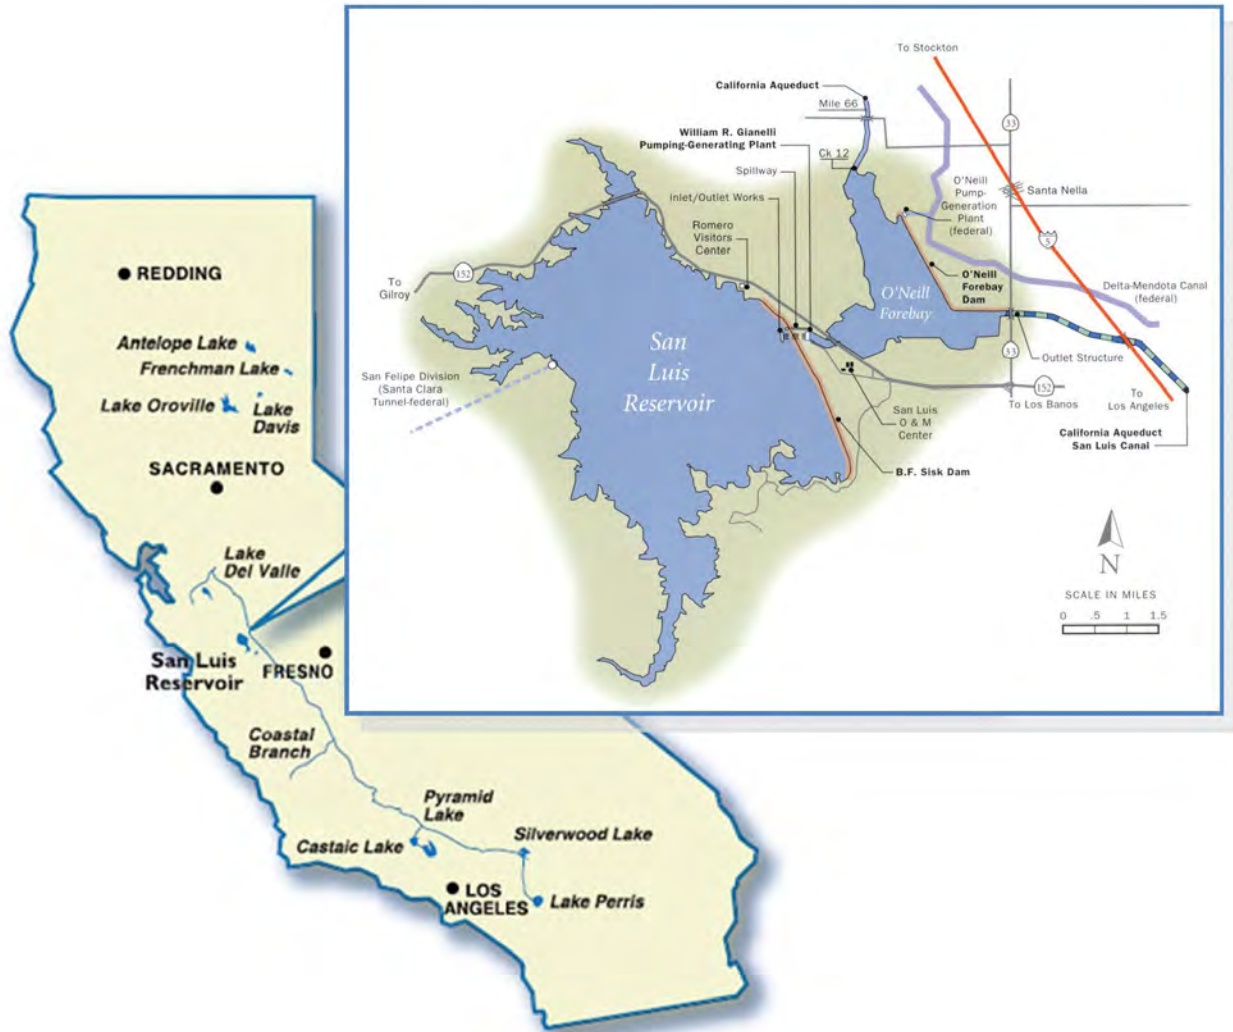 To Stockton
California Aqueduct
Mile 66
33
William R. Gianelli
Pumping-Generating Plant
Ck 12
Spillway
O'Neill
Pump-
Generation
Plant
(federal)
Santa Nella
Inlet/Outlet Works
Romero
Visitors
Center
5
152
To
Gilroy
O'Neill
Forebay
Dam
Delta-Mendota Canal
(federal)
O'Neill
Forebay
San
Luis
Reservoir
33
Outlet Structure
San Felipe Division
(Santa Clara
Tunnel-federal)
152
To Los Banos
To
Los Angeles
San Luis
O & M
Center
California Aqueduct
San Luis Canal
B.F. Sisk Dam
N
SCALE IN MILES
0 .5 1 1.5
REDDING
Antelope Lake
Frenchman Lake
Lake Oroville
Lake
Davis
SACRAMENTO
Lake
Del Valle
San Luis
Reservoir
FRESNO
Coastal
Branch
Pyramid
Lake
Castaic Lake
Silverwood Lake
LOS
ANGELES
Lake Perris